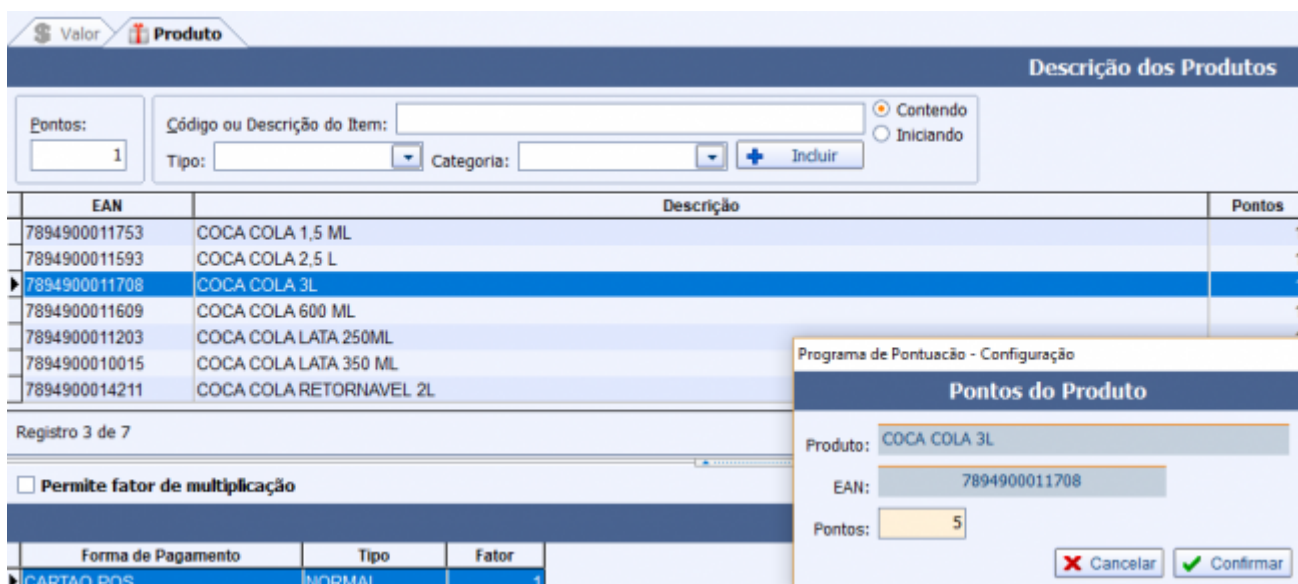 Valor Produto
Descrição dos Produtos
Pontos:
1
Código ou Descrição do Item:
Contendo
Iniciando
Tipo: Categoria: Incluir
EAN Descrição Pontos
7894900011753 COCA COLA 1,5 ML
7894900011593 COCA COLA 2,5 L
7894900011708 COCA COLA 3L
7894900011609 COCA COLA 600 ML
7894900011203 COCA COLA LATA 250ML
7894900010015 COCA COLA LATA 350 ML
7894900014211 COCA COLA RETORNAVEL 2L
Registro 3 de 7
Permite fator de multiplicação
Forma de Pagamento Tipo Fator
CARTAO POS NORMAL 1
Programa de Pontuacão - Configuração
Pontos do Produto
Produto: COCA COLA 3L
EAN: 7894900011708
Pontos: 5
Cancelar Confirmar